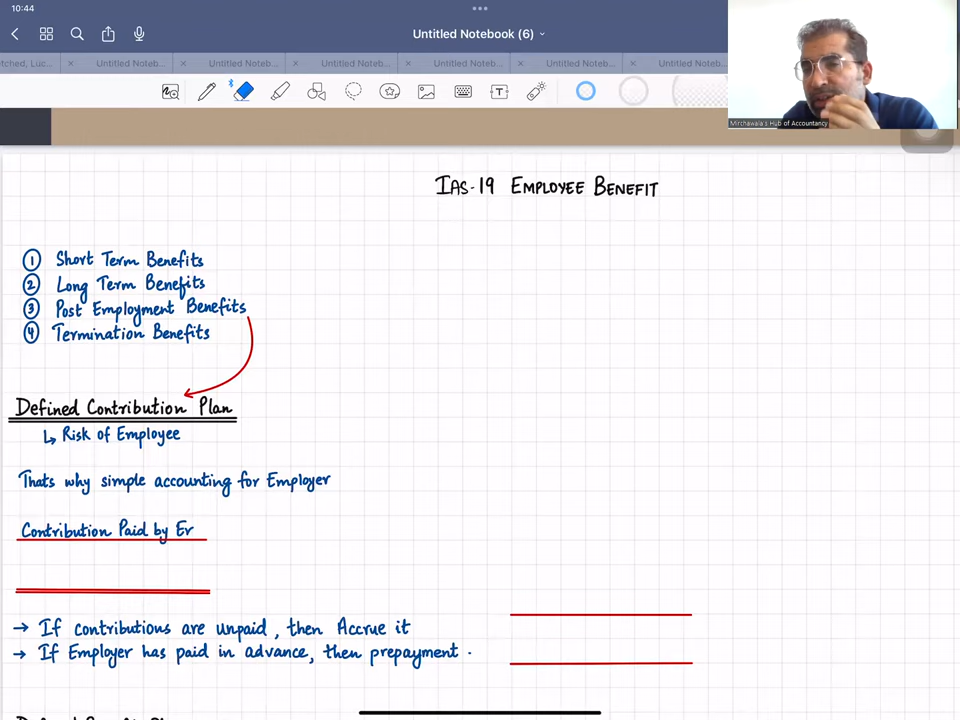 10:44
Untitled Notebook (6)
tched, Luc...
Untitled Noteb...
Untitled Noteb...
Untitled Noteb...
Untitled Noteb...
Untitled Noteb...
Untitled Noteb...
T
Mirchawala's Hub of Accountancy
IAS-19 EMPLOYEE BENEFIT
① Short Term Benefits
② Long Term Benefits
③ Post Employment Benefits
④ Termination Benefits
Defined Contribution Plan
↳ Risk of Employee
Thats why simple accounting for Employer
Contribution Paid by Er
→ If contributions are unpaid, then Accrue it
→ If Employer has paid in advance, then prepayment.